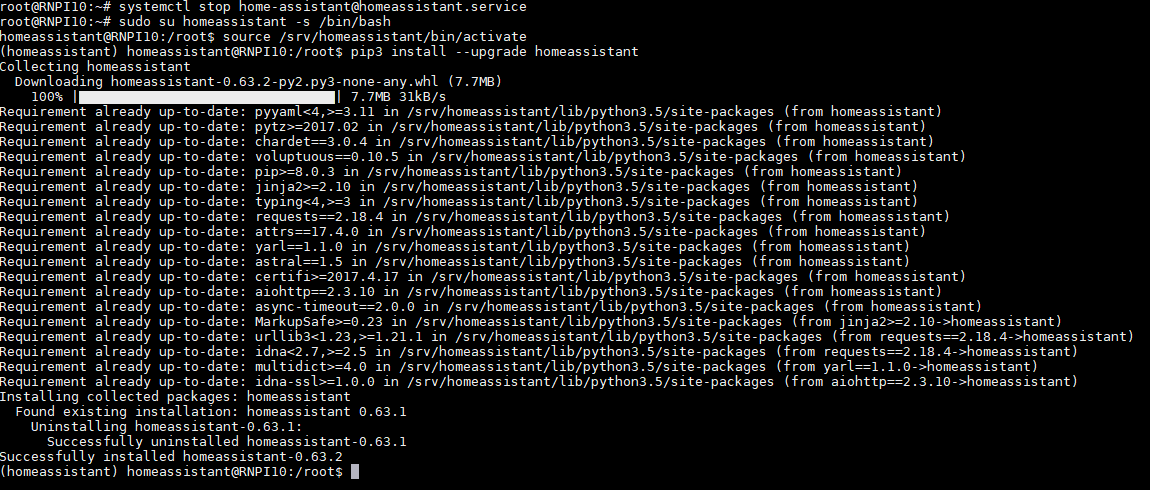 root@RNPI10:~# systemctl stop home-assistant@homeassistant.service
root@RNPI10:~# sudo su homeassistant -s /bin/bash
homeassistant@RNPI10:/root$ source /srv/homeassistant/bin/activate
(homeassistant) homeassistant@RNPI10:/root$ pip3 install --upgrade homeassistant
Collecting homeassistant
  Downloading homeassistant-0.63.2-py2.py3-none-any.whl (7.7MB)
    100% |████████████████████████████████| 7.7MB 31kB/s
Requirement already up-to-date: pyyaml<4,>=3.11 in /srv/homeassistant/lib/python3.5/site-packages (from homeassistant)
Requirement already up-to-date: pytz>=2017.02 in /srv/homeassistant/lib/python3.5/site-packages (from homeassistant)
Requirement already up-to-date: chardet==3.0.4 in /srv/homeassistant/lib/python3.5/site-packages (from homeassistant)
Requirement already up-to-date: voluptuous==0.10.5 in /srv/homeassistant/lib/python3.5/site-packages (from homeassistant)
Requirement already up-to-date: pip>=8.0.3 in /srv/homeassistant/lib/python3.5/site-packages (from homeassistant)
Requirement already up-to-date: jinja2>=2.10 in /srv/homeassistant/lib/python3.5/site-packages (from homeassistant)
Requirement already up-to-date: typing<4,>=3 in /srv/homeassistant/lib/python3.5/site-packages (from homeassistant)
Requirement already up-to-date: requests==2.18.4 in /srv/homeassistant/lib/python3.5/site-packages (from homeassistant)
Requirement already up-to-date: attrs==17.4.0 in /srv/homeassistant/lib/python3.5/site-packages (from homeassistant)
Requirement already up-to-date: yarl==1.1.0 in /srv/homeassistant/lib/python3.5/site-packages (from homeassistant)
Requirement already up-to-date: astral==1.5 in /srv/homeassistant/lib/python3.5/site-packages (from homeassistant)
Requirement already up-to-date: certifi>=2017.4.17 in /srv/homeassistant/lib/python3.5/site-packages (from homeassistant)
Requirement already up-to-date: aiohttp==2.3.10 in /srv/homeassistant/lib/python3.5/site-packages (from homeassistant)
Requirement already up-to-date: async-timeout==2.0.0 in /srv/homeassistant/lib/python3.5/site-packages (from homeassistant)
Requirement already up-to-date: MarkupSafe>=0.23 in /srv/homeassistant/lib/python3.5/site-packages (from jinja2>=2.10->homeassistant)
Requirement already up-to-date: urllib3<1.23,>=1.21.1 in /srv/homeassistant/lib/python3.5/site-packages (from requests==2.18.4->homeassistant)
Requirement already up-to-date: idna<2.7,>=2.5 in /srv/homeassistant/lib/python3.5/site-packages (from requests==2.18.4->homeassistant)
Requirement already up-to-date: multidict>=4.0 in /srv/homeassistant/lib/python3.5/site-packages (from yarl==1.1.0->homeassistant)
Requirement already up-to-date: idna-ssl>=1.0.0 in /srv/homeassistant/lib/python3.5/site-packages (from aiohttp==2.3.10->homeassistant)
Installing collected packages: homeassistant
  Found existing installation: homeassistant 0.63.1
    Uninstalling homeassistant-0.63.1:
      Successfully uninstalled homeassistant-0.63.1
Successfully installed homeassistant-0.63.2
(homeassistant) homeassistant@RNPI10:/root$